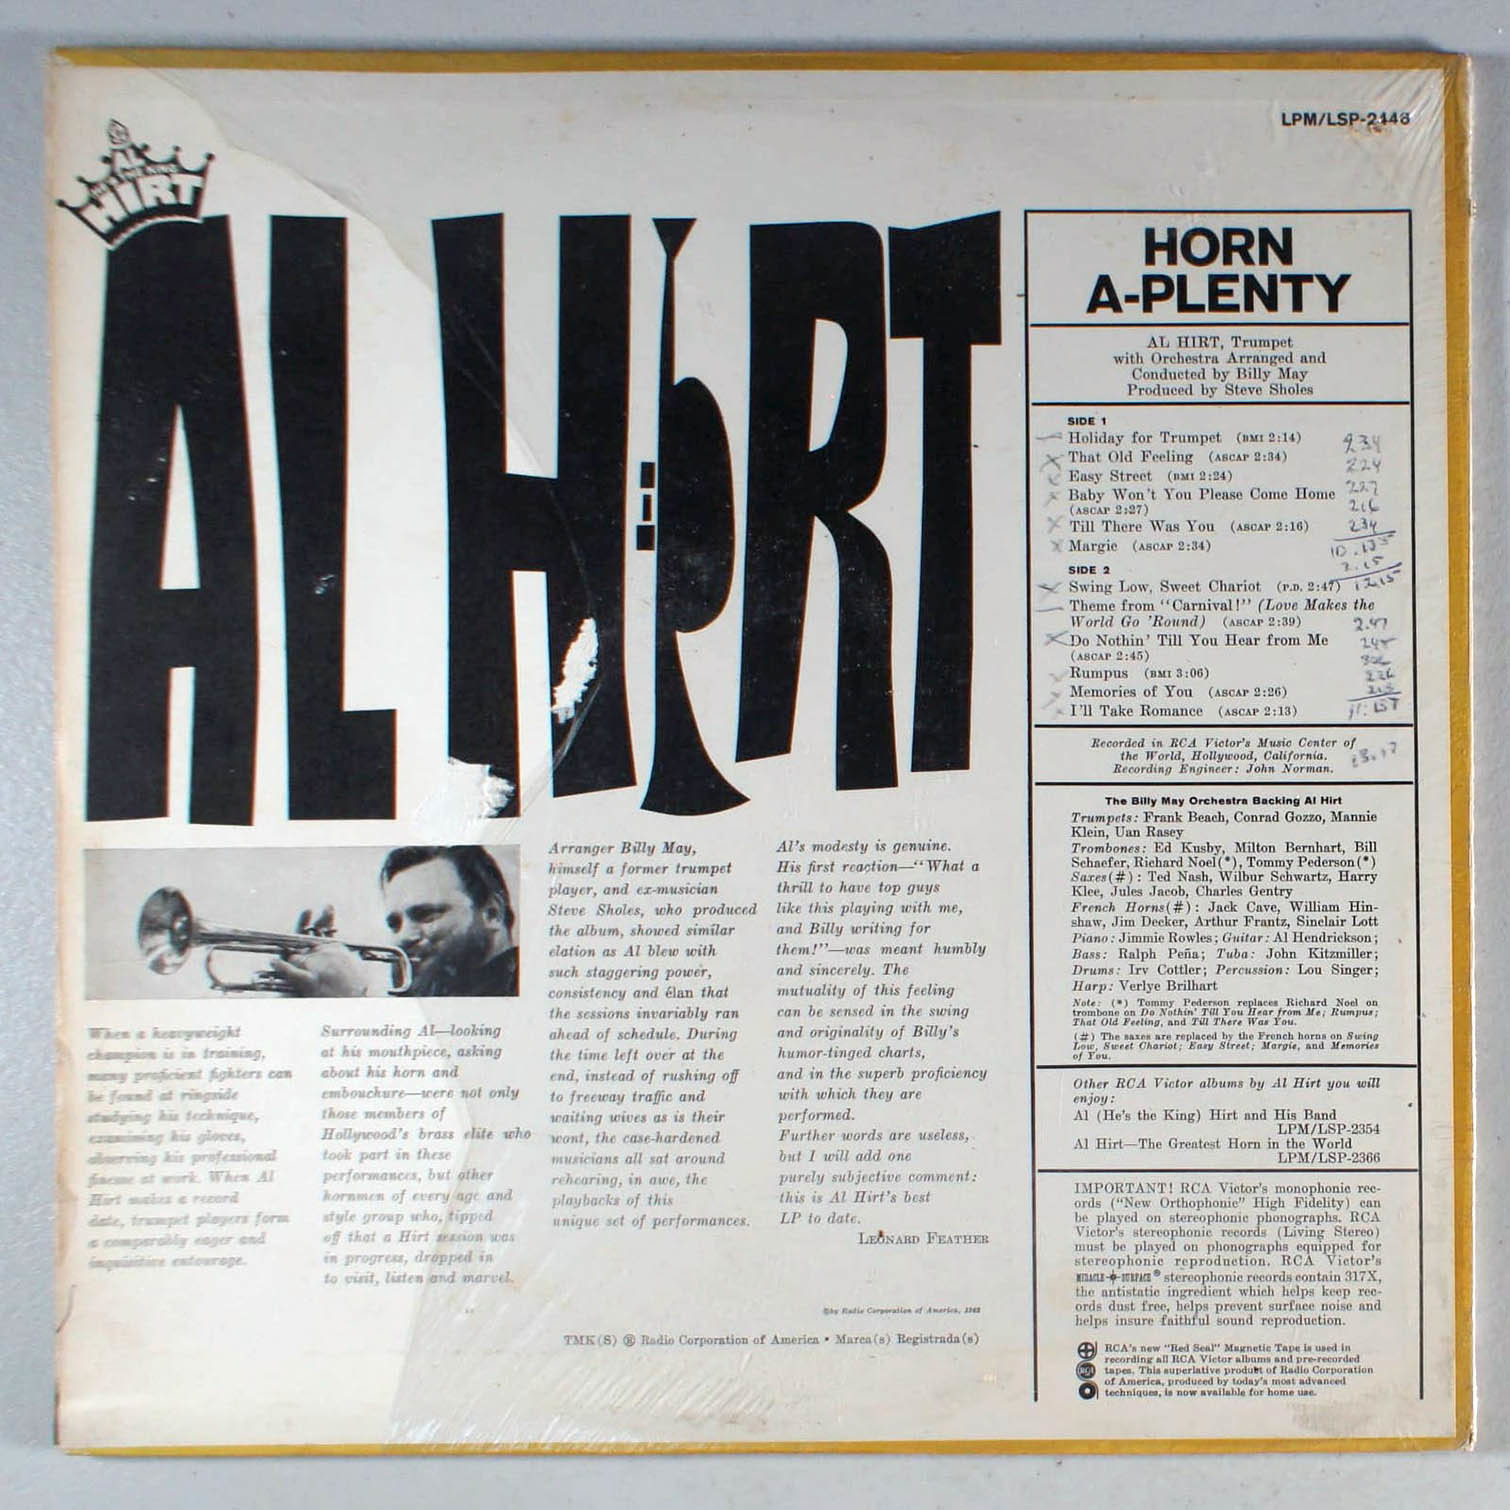 LPM/LSP-2446
AL
HE'S THE KING
HIRT
AL HIRT
HORN
A-PLENTY
AL HIRT, Trumpet
with Orchestra Arranged and
Conducted by Billy May
Produced by Steve Sholes
SIDE 1
Holiday for Trumpet (BMI 2:14)
That Old Feeling (ASCAP 2:34)
Easy Street (BMI 2:24)
Baby Won't You Please Come Home
(ASCAP 2:27)
Till There Was You (ASCAP 2:16)
Margie (ASCAP 2:34)
234
224
227
216
234
SIDE 2
Swing Low, Sweet Chariot (P.D. 2:47)
Theme from "Carnival!" (Love Makes the
World Go 'Round) (ASCAP 2:39)
Do Nothin' Till You Hear from Me
(ASCAP 2:45)
Rumpus (BMI 3:06)
Memories of You (ASCAP 2:26)
I'll Take Romance (ASCAP 2:13)
2.47
245
306
226
213
Recorded in RCA Victor's Music Center of
the World, Hollywood, California.
Recording Engineer: John Norman.
The Billy May Orchestra Backing Al Hirt
Trumpets: Frank Beach, Conrad Gozzo, Mannie
Klein, Uan Rasey
Trombones: Ed Kusby, Milton Bernhart, Bill
Schaefer, Richard Noel(*), Tommy Pederson(*)
Saxes(#): Ted Nash, Wilbur Schwartz, Harry
Klee, Jules Jacob, Charles Gentry
French Horns(#): Jack Cave, William Hin-
shaw, Jim Decker, Arthur Frantz, Sinclair Lott
Piano: Jimmie Rowles; Guitar: Al Hendrickson;
Bass: Ralph Peña; Tuba: John Kitzmiller;
Drums: Irv Cottler; Percussion: Lou Singer;
Harp: Verlye Brilhart
Note: (*) Tommy Pederson replaces Richard Noel on
trombone on Do Nothin' Till You Hear from Me; Rumpus;
That Old Feeling, and Till There Was You.
(#) The saxes are replaced by the French horns on Swing
Low, Sweet Chariot; Easy Street; Margie, and Memories
of You.
Other RCA Victor albums by Al Hirt you will
enjoy:
Al (He's the King) Hirt and His Band
LPM/LSP-2354
Al Hirt—The Greatest Horn in the World
LPM/LSP-2366
IMPORTANT! RCA Victor's monophonic rec-
ords ("New Orthophonic" High Fidelity) can
be played on stereophonic phonographs. RCA
Victor's stereophonic records (Living Stereo)
must be played on phonographs equipped for
stereophonic reproduction. RCA Victor's
MIRACLE SURFACE® stereophonic records contain 317X,
the antistatic ingredient which helps keep rec-
ords dust free, helps prevent surface noise and
helps insure faithful sound reproduction.
RCA's new "Red Seal" Magnetic Tape is used in
recording all RCA Victor albums and pre-recorded
tapes. This superlative product of Radio Corporation
of America, produced by today's most advanced
techniques, is now available for home use.
When a heavyweight
champion is in training,
many proficient fighters can
be found at ringside
studying his technique,
examining his gloves,
observing his professional
finesse at work. When Al
Hirt makes a record
date, trumpet players form
a comparably eager and
inquisitive entourage.
Surrounding Al—looking
at his mouthpiece, asking
about his horn and
embouchure—were not only
those members of
Hollywood's brass elite who
took part in these
performances, but other
hornmen of every age and
style group who, tipped
off that a Hirt session was
in progress, dropped in
to visit, listen and marvel.
Arranger Billy May,
himself a former trumpet
player, and ex-musician
Steve Sholes, who produced
the album, showed similar
elation as Al blew with
such staggering power,
consistency and élan that
the sessions invariably ran
ahead of schedule. During
the time left over at the
end, instead of rushing off
to freeway traffic and
waiting wives as is their
wont, the case-hardened
musicians all sat around
rehearing, in awe, the
playbacks of this
unique set of performances.
Al's modesty is genuine.
His first reaction—"What a
thrill to have top guys
like this playing with me,
and Billy writing for
them!"—was meant humbly
and sincerely. The
mutuality of this feeling
can be sensed in the swing
and originality of Billy's
humor-tinged charts,
and in the superb proficiency
with which they are
performed.
Further words are useless,
but I will add one
purely subjective comment:
this is Al Hirt's best
LP to date.
LEONARD FEATHER
©by Radio Corporation of America, 1962
TMK(S) ® Radio Corporation of America • Marca(s) Registrada(s)